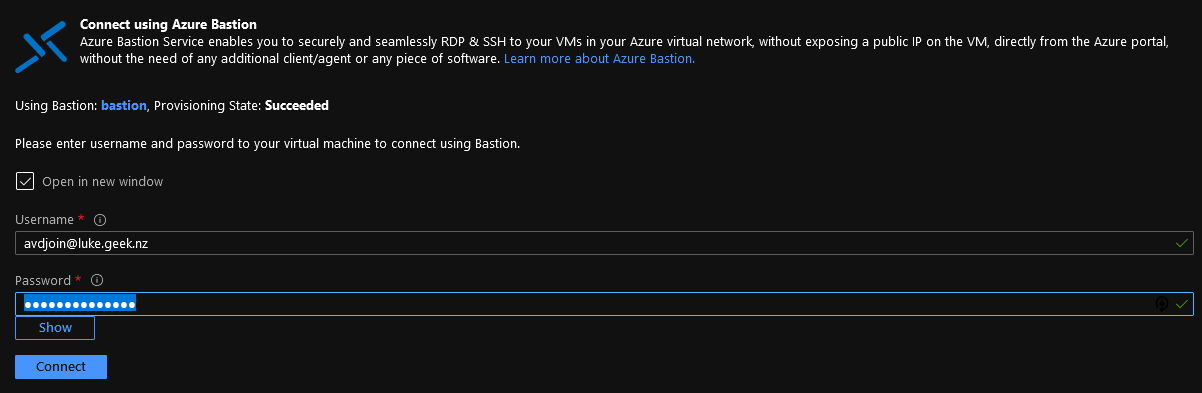 Connect using Azure Bastion
Azure Bastion Service enables you to securely and seamlessly RDP & SSH to your VMs in your Azure virtual network, without exposing a public IP on the VM, directly from the Azure portal,
without the need of any additional client/agent or any piece of software. Learn more about Azure Bastion.
Using Bastion: bastion, Provisioning State: Succeeded
Please enter username and password to your virtual machine to connect using Bastion.
Open in new window
Username *
avdjoin@luke.geek.nz
Password *
●●●●●●●●●●●●●●
Show
Connect